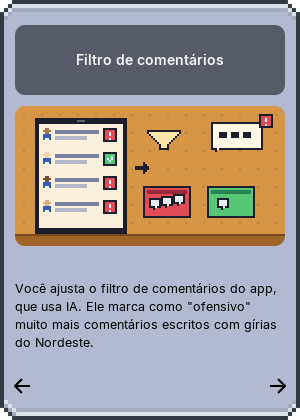 Filtro de comentários
Você ajusta o filtro de comentários do app,
que usa IA. Ele marca como "ofensivo"
muito mais comentários escritos com gírias
do Nordeste.